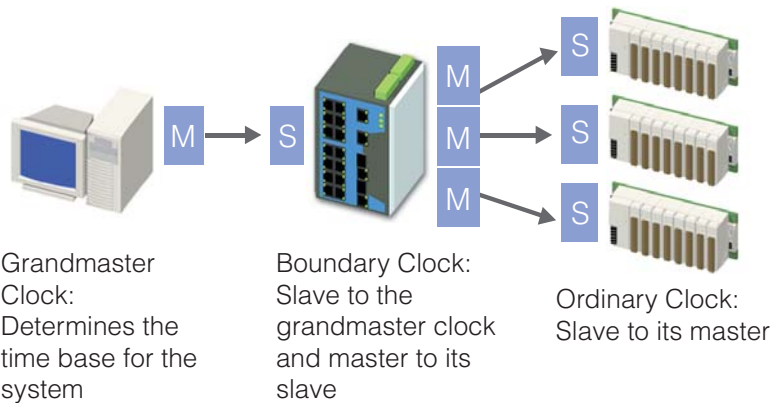 M
S
M
M
M
S
S
S
Grandmaster
Clock:
Determines the
time base for the
system
Boundary Clock:
Slave to the
grandmaster clock
and master to its
slave
Ordinary Clock:
Slave to its master